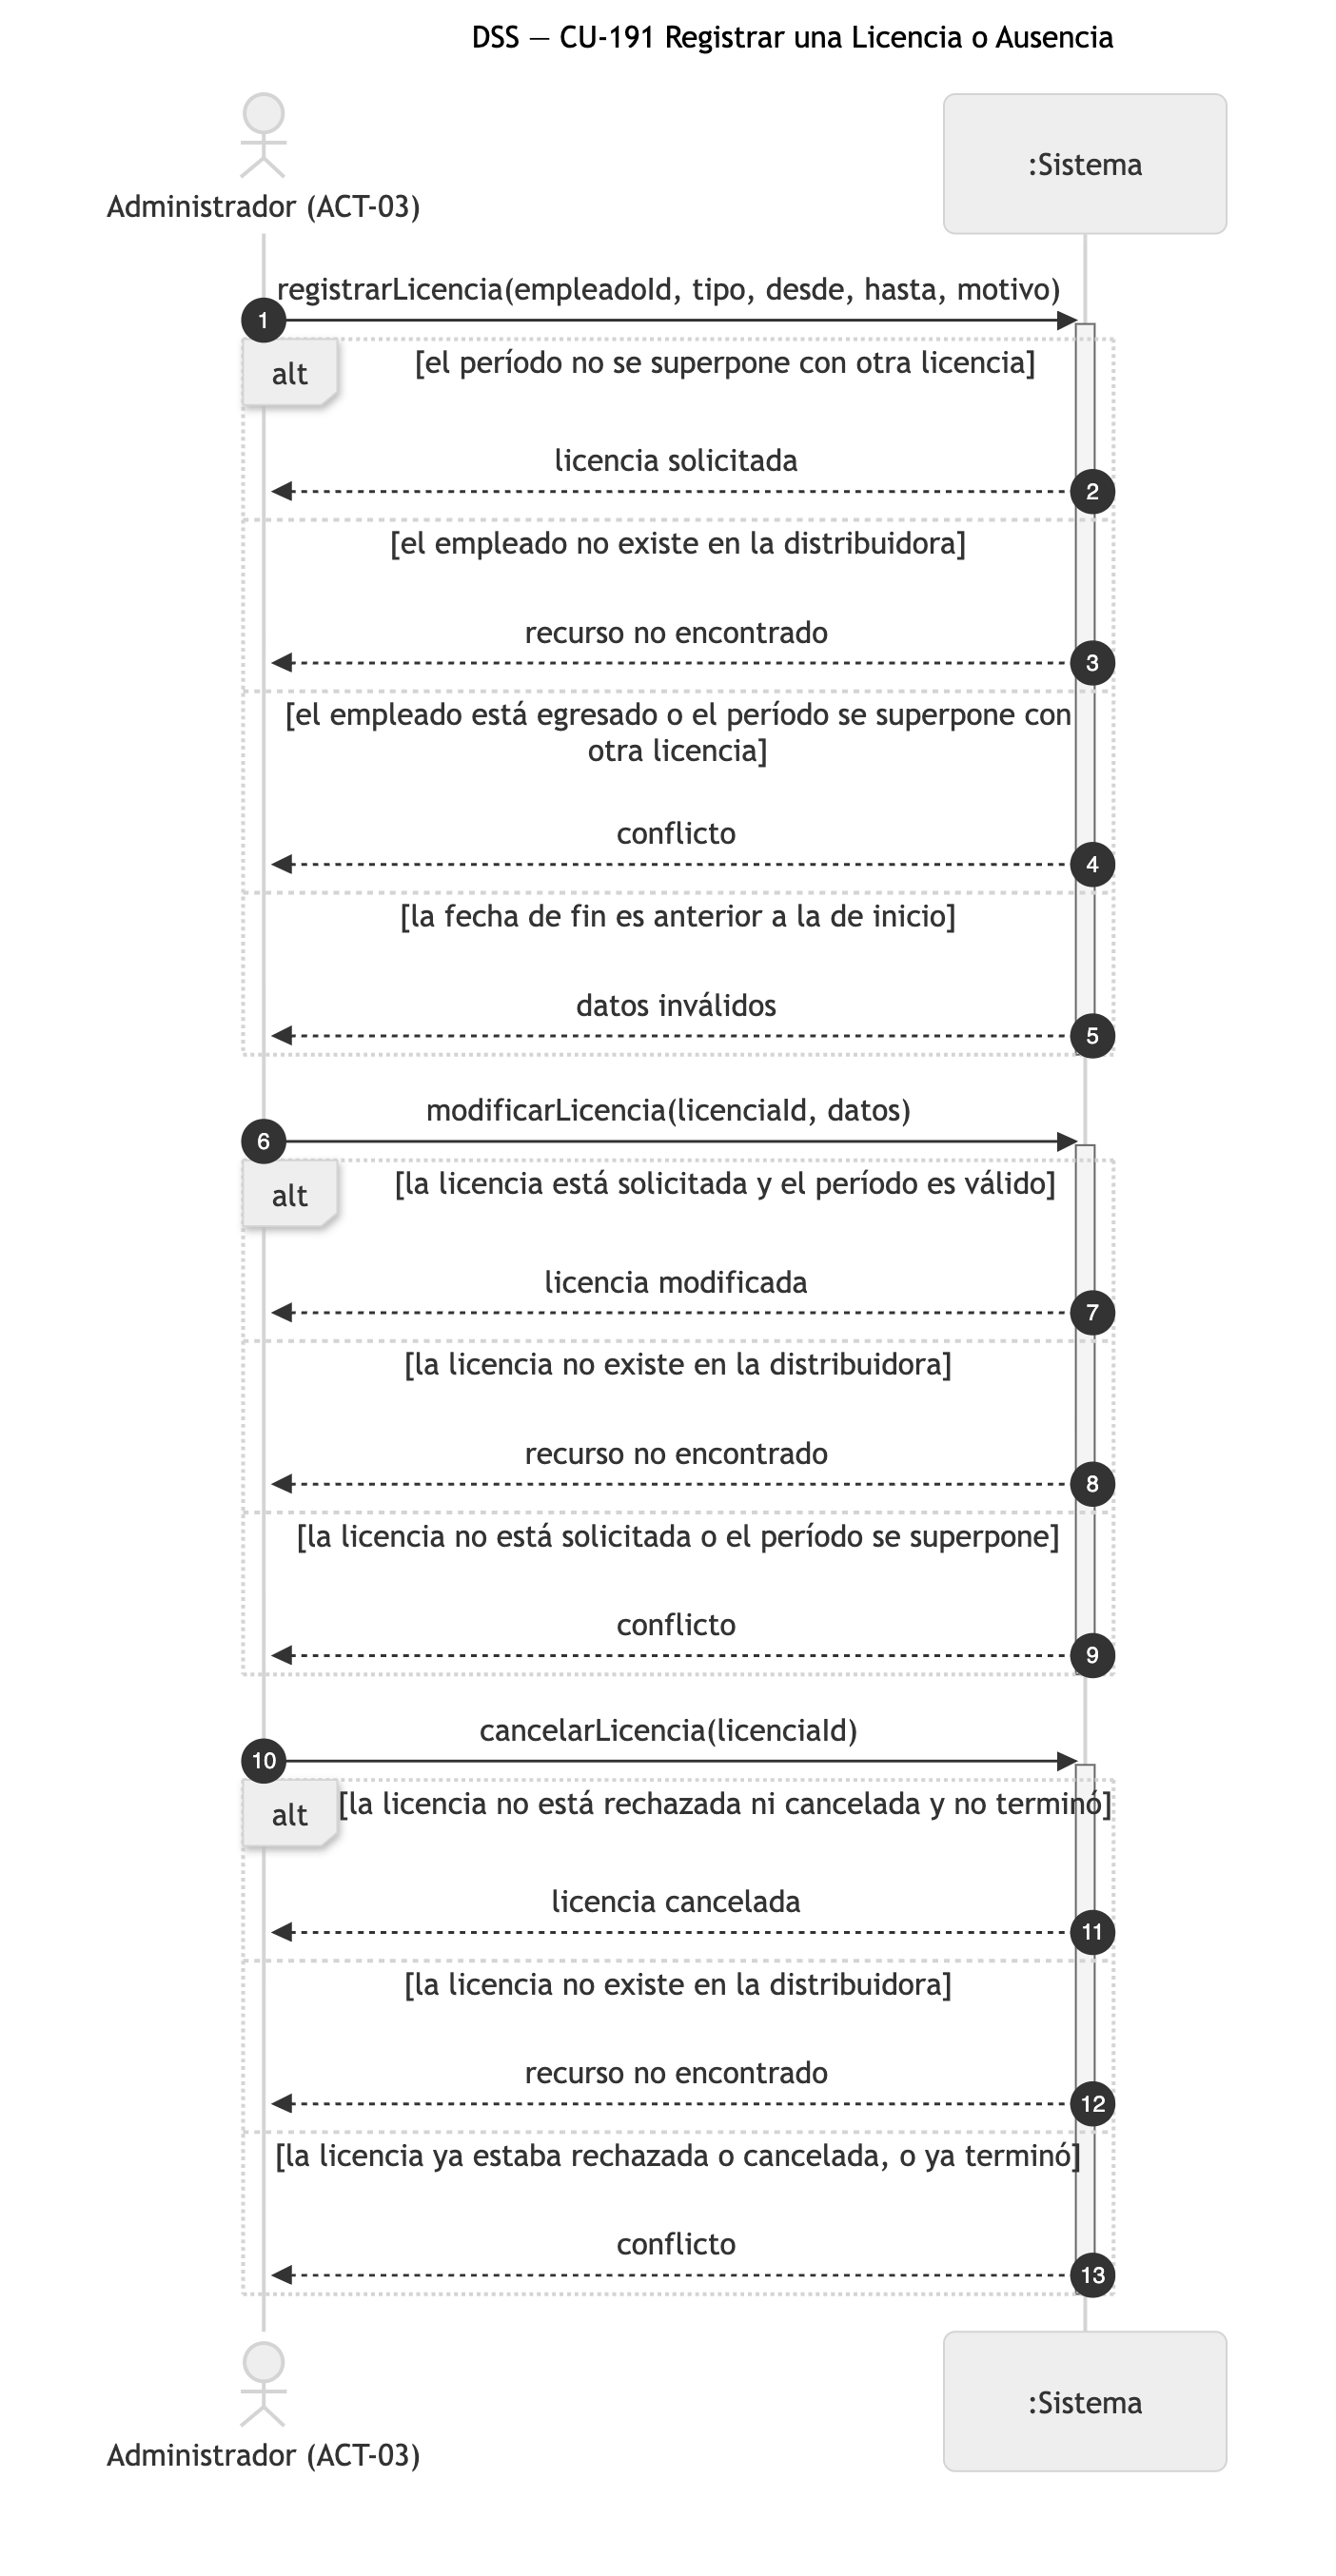 DSS — CU-191 Registrar una Licencia o Ausencia
Administrador (ACT-03)
:Sistema
registrarLicencia(empleadoId, tipo, desde, hasta, motivo)
1
alt
[el período no se superpone con otra licencia]
licencia solicitada
2
[el empleado no existe en la distribuidora]
recurso no encontrado
3
[el empleado está egresado o el período se superpone con
otra licencia]
conflicto
4
[la fecha de fin es anterior a la de inicio]
datos inválidos
5
modificarLicencia(licenciaId, datos)
6
alt
[la licencia está solicitada y el período es válido]
licencia modificada
7
[la licencia no existe en la distribuidora]
recurso no encontrado
8
[la licencia no está solicitada o el período se superpone]
conflicto
9
cancelarLicencia(licenciaId)
10
alt
[la licencia no está rechazada ni cancelada y no terminó]
licencia cancelada
11
[la licencia no existe en la distribuidora]
recurso no encontrado
12
[la licencia ya estaba rechazada o cancelada, o ya terminó]
conflicto
13
:Sistema
Administrador (ACT-03)